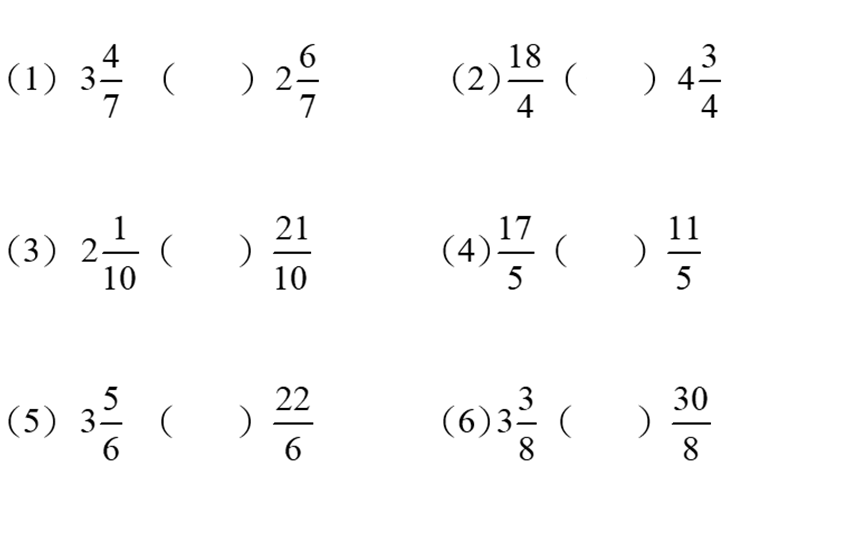 (1) 3 4/7 ( ) 2 6/7 (2) 18/4 ( ) 4 3/4
(3) 2 1/10 ( ) 21/10 (4) 17/5 ( ) 11/5
(5) 3 5/6 ( ) 22/6 (6) 3 3/8 ( ) 30/8